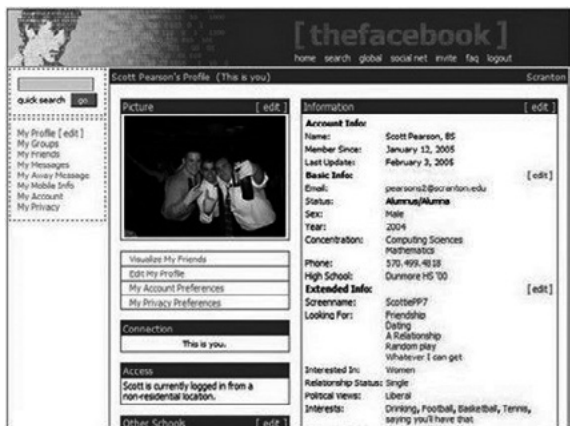 [ thefacebook ]
home search global social net invite faq logout
Scott Pearson's Profile (This is you)
Scranton
quick search
go
My Profile [ edit ]
My Groups
My Friends
My Messages
My Away Message
My Mobile Info
My Account
My Privacy
Picture
[ edit ]
Visualize My Friends
Edit My Profile
My Account Preferences
My Privacy Preferences
Connection
This is you.
Access
Scott is currently logged in from a
non-residential location.
Other Schools
[ edit ]
Information
[ edit ]
Account Info:
Name: Scott Pearson, BS
Member Since: January 12, 2005
Last Update: February 3, 2005
Basic Info: [ edit ]
Email: pearsons2@scranton.edu
Status: Alumnus/Alumna
Sex: Male
Year: 2004
Concentration: Computing Sciences
Mathematics
Phone: 570.499.4818
High School: Dunmore HS '00
Extended Info: [ edit ]
Screenname: ScottiePP7
Looking For: Friendship
Dating
A Relationship
Random play
Whatever I can get
Interested In: Women
Relationship Status: Single
Political Views: Liberal
Interests: Drinking, Football, Basketball, Tennis,
saying you'll have that